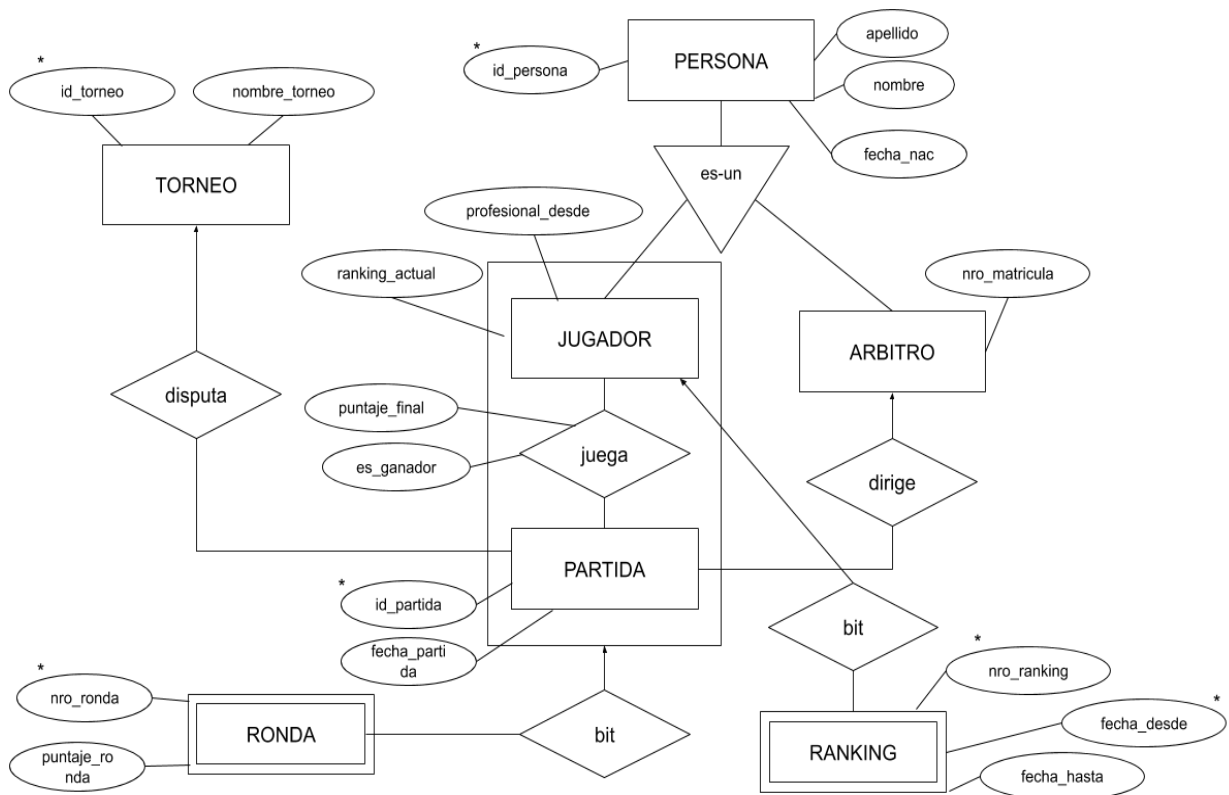 *
apellido
*
id_persona
PERSONA
id_torneo
nombre_torneo
nombre
fecha_nac
es-un
TORNEO
profesional_desde
ranking_actual
nro_matricula
JUGADOR
ARBITRO
disputa
puntaje_final
juega
es_ganador
dirige
PARTIDA
*
id_partida
bit
fecha_parti
da
*
nro_ranking
*
nro_ronda
*
fecha_desde
RONDA
bit
RANKING
puntaje_ro
nda
fecha_hasta